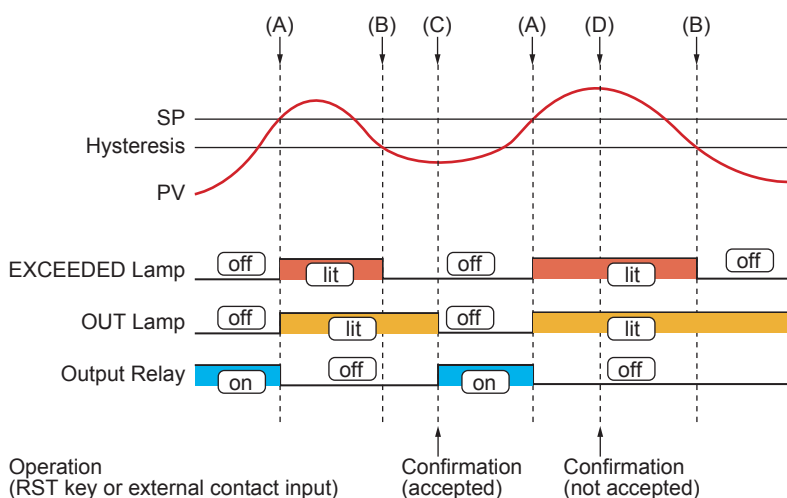 (A) (B) (C) (A) (D) (B)
SP
Hysteresis
PV
EXCEEDED Lamp off lit off lit off
OUT Lamp off lit off lit
Output Relay on off on off
Operation
(RST key or external contact input)
Confirmation
(accepted)
Confirmation
(not accepted)